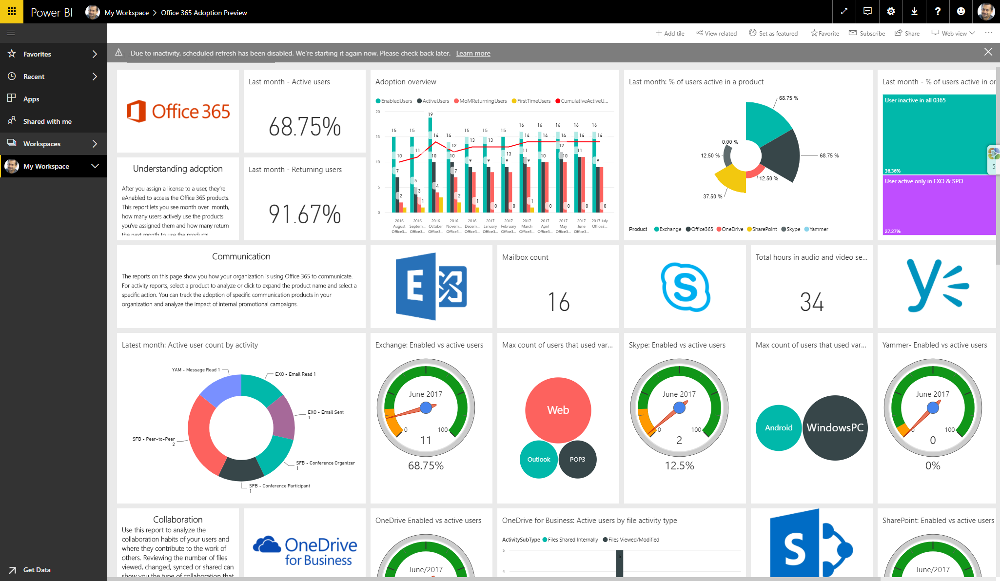 Power BI
My Workspace > Office 365 Adoption Preview
Add tile
View related
Set as featured
Favorite
Subscribe
Share
Web view
Favorites
Recent
Apps
Shared with me
Workspaces
My Workspace
Get Data
Due to inactivity, scheduled refresh has been disabled. We're starting it again now. Please check back later. Learn more
Office 365
Last month - Active users
68.75%
Understanding adoption
After you assign a license to a user, they're
eAnabled to access the Office 365 products.
This report lets you see month over month,
how many users actively use the products
you've assigned them and how many return
the next month to use the products
Last month - Returning users
91.67%
Adoption overview
EnabledUsers ActiveUsers MoMReturningUsers FirstTimeUsers CumulativeActiveU...
20
15
10
5
0
15 15 19 14 15 15 15 16 16 16 16 16
10 11 14 12 13 13 13 14 14 14 14 14
7 5 10 10 9 9 9 9 10 12 11 9
2 3 4 7
1 2 1 0 0 1 0 0 0 0
2016 August Office3...
2016 Septem... Office3...
2016 October Office3...
2016 Novem... Office3...
2016 Decem... Office3...
2017 January Office3...
2017 February Office3...
2017 March Office3...
2017 April Office3...
2017 May Office3...
2017 June Office3...
2017 July Office3...
Last month: % of users active in a product
68.75 %
68.75 %
12.50 %
37.50 %
12.50 %
0.00 %
Product Exchange Office365 OneDrive SharePoint Skype Yammer
Last month - % of users active in or
User inactive in all 0365
36.36%
User active only in EXO & SPO
27.27%
5
Communication
The reports on this page show you how your organization is using Office 365 to communicate.
For activity reports, select a product to analyze or click to expand the product name and select a
specific action. You can track the adoption of specific communication products in your
organization and analyze the impact of internal promotional campaigns.
E
Mailbox count
16
S
Total hours in audio and video se...
34
Latest month: Active user count by activity
YAM - Message Read 1
EXO - Email Read 1
EXO - Email Sent
1
SFB - Peer-to-Peer
2
SFB - Conference Organizer
1
SFB - Conference Participant
1
Exchange: Enabled vs active users
June 2017
0 100
11
68.75%
Max count of users that used var...
Web
Outlook
POP3
Skype: Enabled vs active users
June 2017
0 100
2
12.5%
Max count of users that used var...
Android
WindowsPC
Yammer- Enabled vs active users
June 2017
0 100
0
0%
Collaboration
Use this report to analyze the
collaboration habits of your users and
where they contribute to the work of
others. Reviewing the number of files
viewed, changed, synced or shared can
show you the type of collaboration that
OneDrive
for Business
OneDrive Enabled vs active users
June/2017
OneDrive for Business: Active users by file activity type
ActivitySubType Files Shared Internally Files Viewed/Modified
5
5
4
S
SharePoint: Enabled vs active users
June/2017